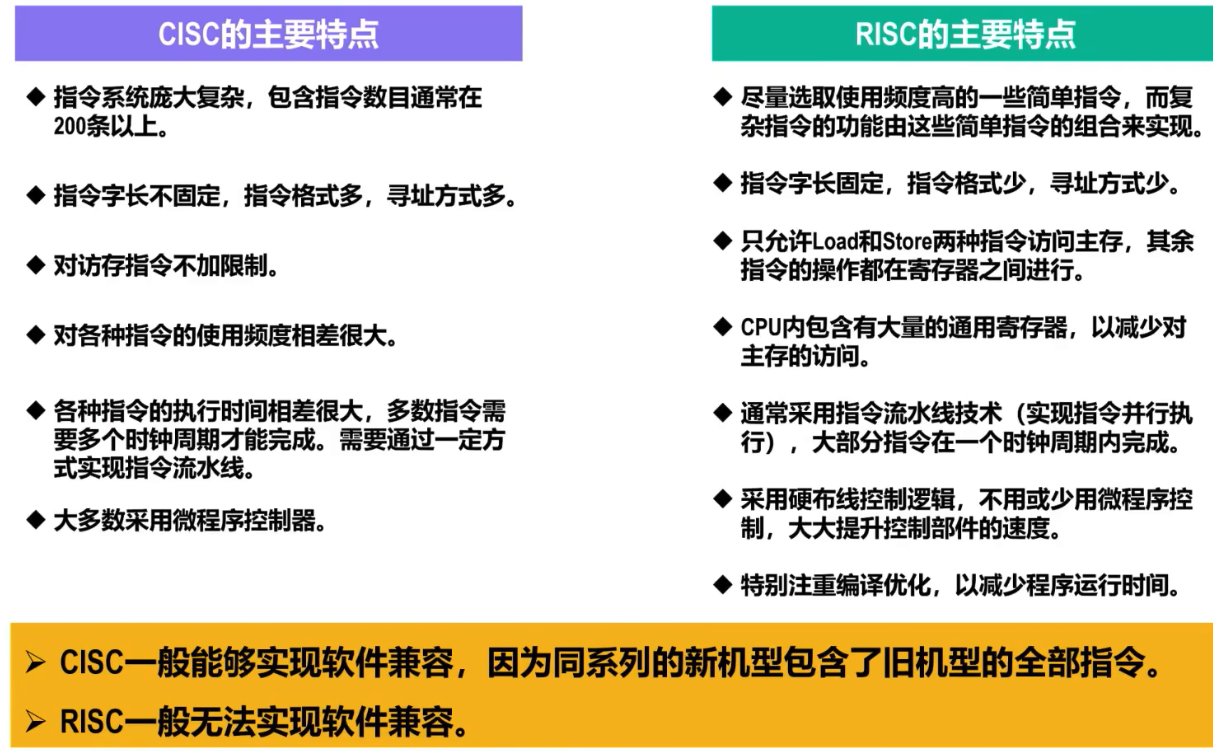 CISC的主要特点
◆ 指令系统庞大复杂，包含指令数目通常在
200条以上。
◆ 指令字长不固定，指令格式多，寻址方式多。
◆ 对访存指令不加限制。
◆ 对各种指令的使用频度相差很大。
◆ 各种指令的执行时间相差很大，多数指令需
要多个时钟周期才能完成。需要通过一定方
式实现指令流水线。
◆ 大多数采用微程序控制器。
RISC的主要特点
◆ 尽量选取使用频度高的一些简单指令，而复
杂指令的功能由这些简单指令的组合来实现。
◆ 指令字长固定，指令格式少，寻址方式少。
◆ 只允许Load和Store两种指令访问主存，其余
指令的操作都在寄存器之间进行。
◆ CPU内包含有大量的通用寄存器，以减少对
主存的访问。
◆ 通常采用指令流水线技术（实现指令并行执
行），大部分指令在一个时钟周期内完成。
◆ 采用硬布线控制逻辑，不用或少用微程序控
制，大大提升控制部件的速度。
◆ 特别注重编译优化，以减少程序运行时间。
➢ CISC一般能够实现软件兼容，因为同系列的新机型包含了旧机型的全部指令。
➢ RISC一般无法实现软件兼容。